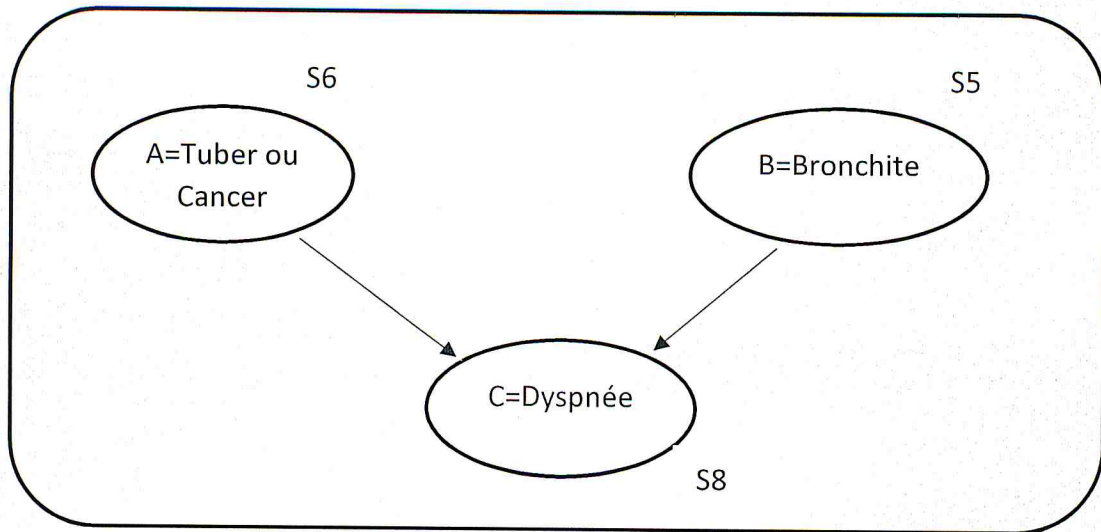 S6
S5
A=Tuber ou
Cancer
B=Bronchite
C=Dyspnée
S8